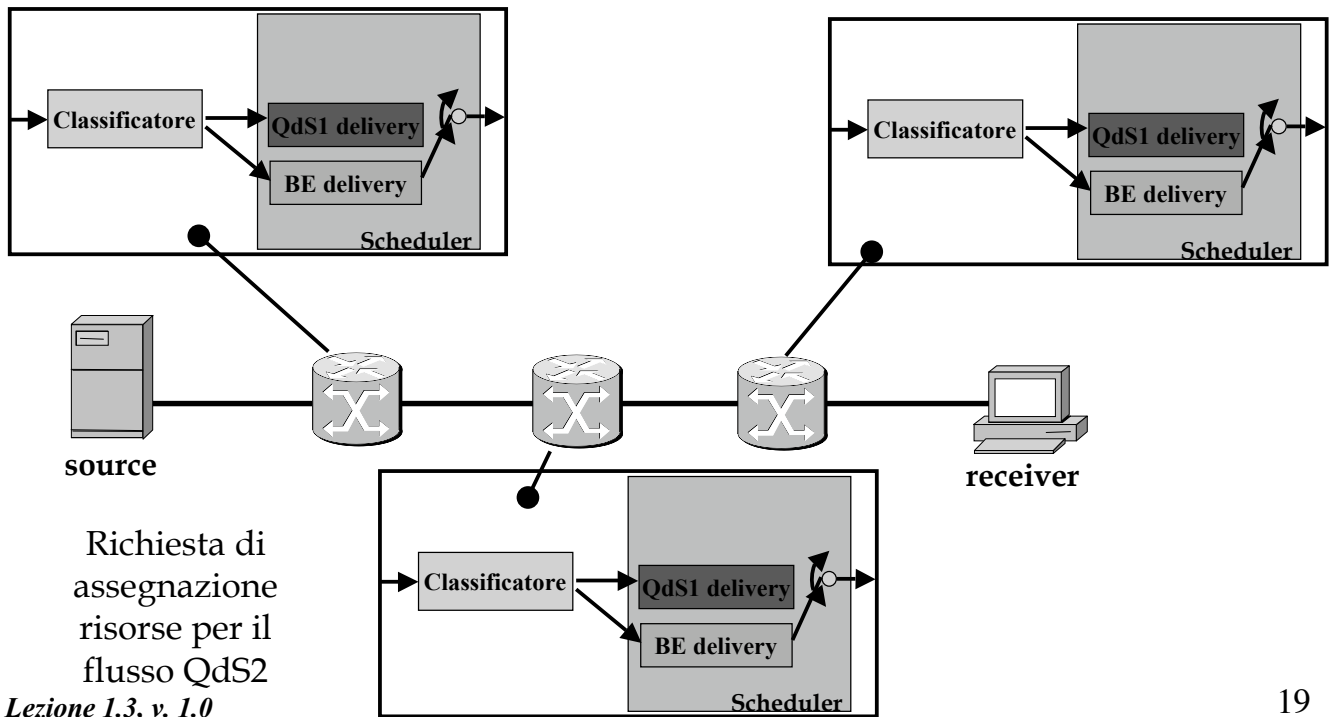 Classificatore
QdS1 delivery
BE delivery
Scheduler
Classificatore
QdS1 delivery
BE delivery
Scheduler
source
receiver
Classificatore
QdS1 delivery
BE delivery
Scheduler
Richiesta di
assegnazione
risorse per il
flusso QdS2
Lezione 1.3, v. 1.0
19